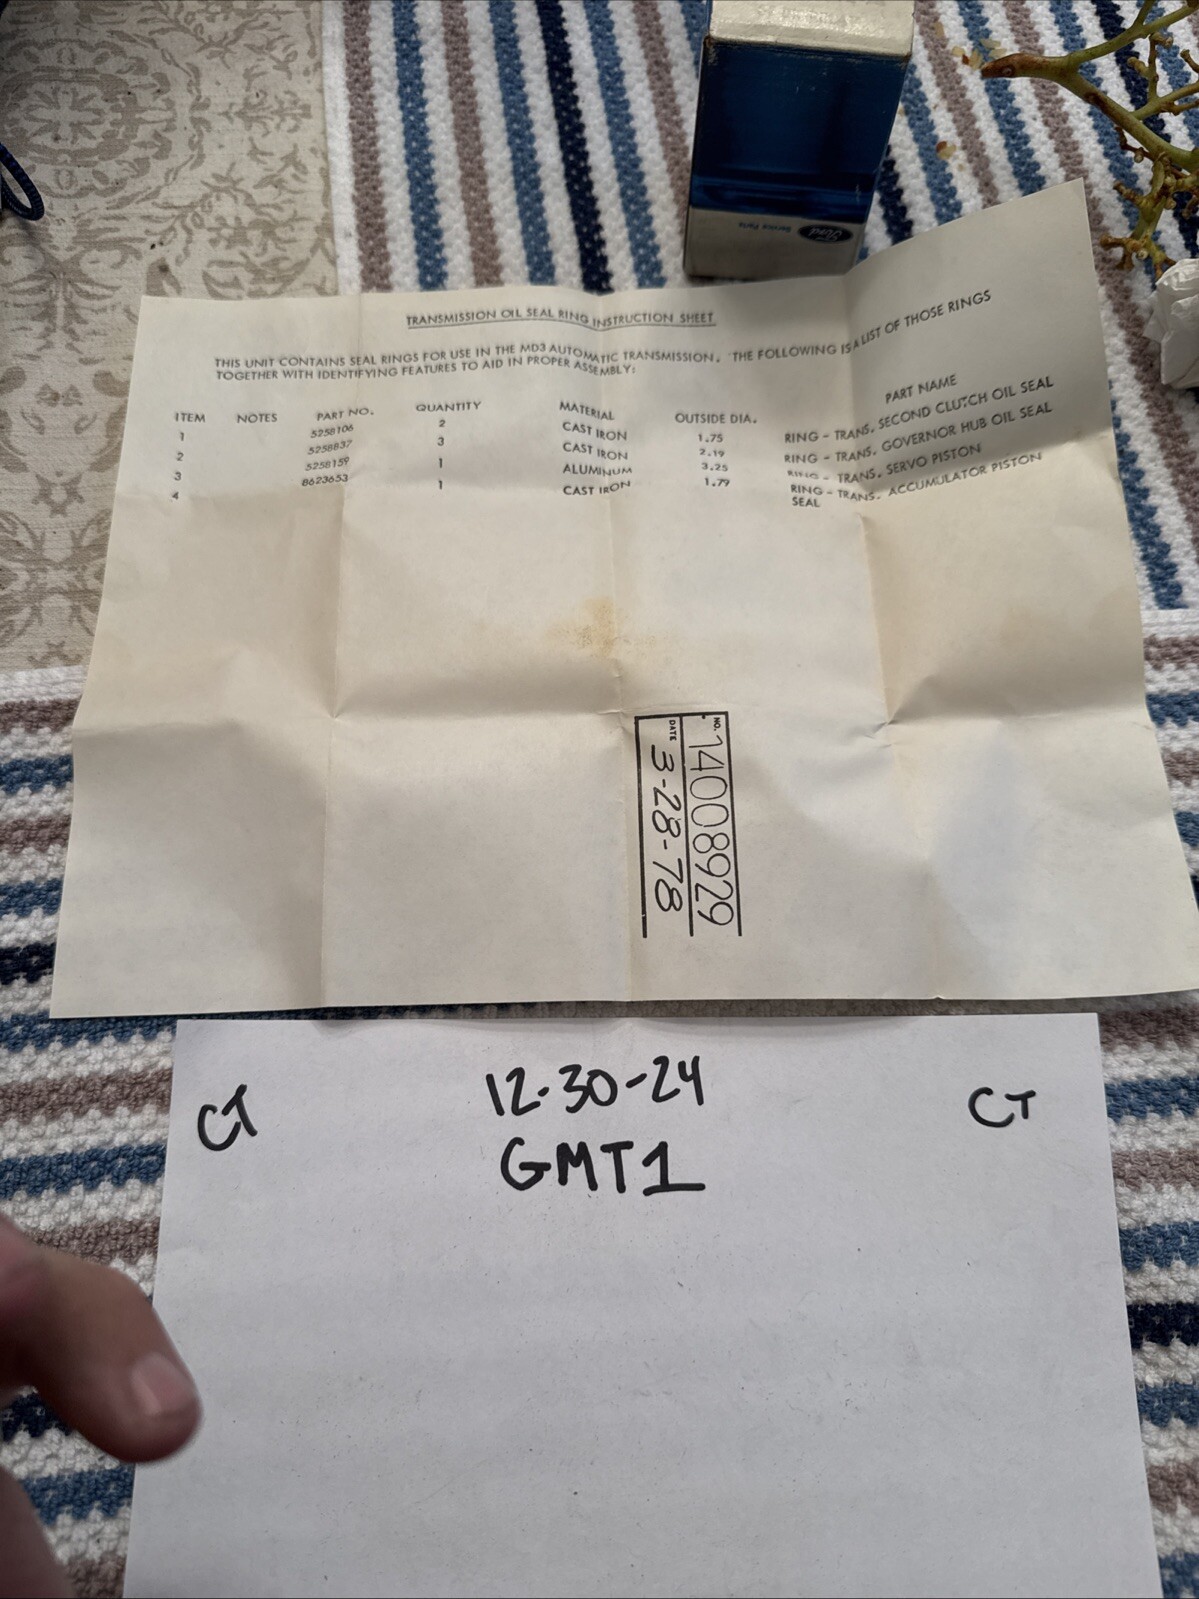 Ford
Service Parts
TRANSMISSION OIL SEAL RING INSTRUCTION SHEET
THIS UNIT CONTAINS SEAL RINGS FOR USE IN THE MD3 AUTOMATIC TRANSMISSION. THE FOLLOWING IS A LIST OF THOSE RINGS
TOGETHER WITH IDENTIFYING FEATURES TO AID IN PROPER ASSEMBLY:
ITEM NOTES PART NO. QUANTITY MATERIAL OUTSIDE DIA. PART NAME
1 5258106 2 CAST IRON 1.75 RING - TRANS. SECOND CLUTCH OIL SEAL
2 5258837 3 CAST IRON 2.19 RING - TRANS. GOVERNOR HUB OIL SEAL
3 5258159 1 ALUMINUM 3.25 RING - TRANS. SERVO PISTON
4 8623653 1 CAST IRON 1.79 RING - TRANS. ACCUMULATOR PISTON
SEAL
NO. 14008929
DATE 3-28-78
CT 12-30-24 CT
GMT1